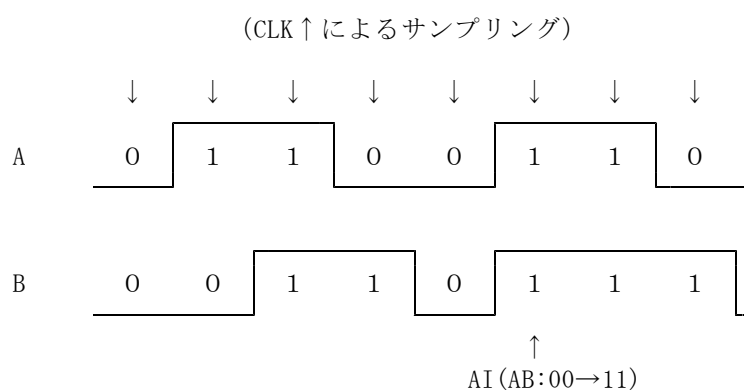 (CLK↑によるサンプリング)
↓ ↓ ↓ ↓ ↓ ↓ ↓ ↓
A 0 1 1 0 0 1 1 0
B 0 0 1 1 0 1 1 1
↑
AI(AB:00→11)